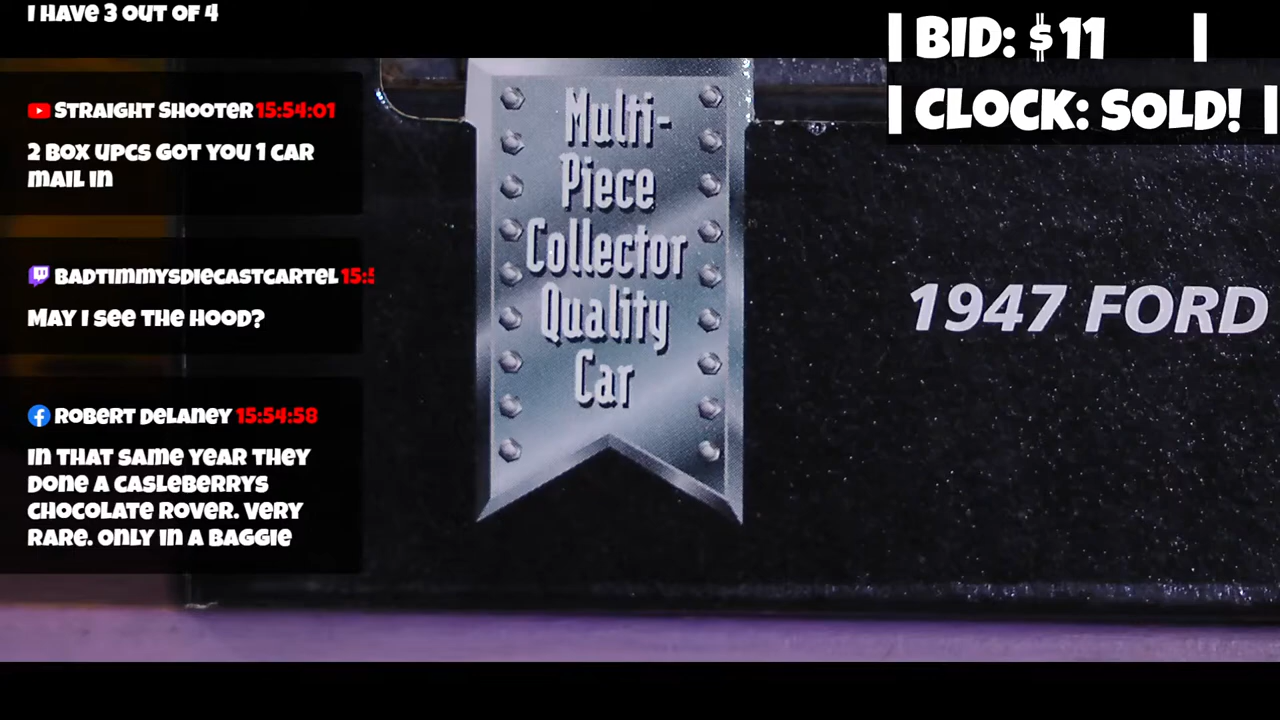 I HAVE 3 OUT OF 4
STRAIGHT SHOOTER 15:54:01
2 BOX UPCS GOT YOU 1 CAR
MAIL IN
BADTIMMYSDIECASTCARTEL 15:5
MAY I SEE THE HOOD?
ROBERT DELANEY 15:54:58
IN THAT SAME YEAR THEY
DONE A CASLEBERRYS
CHOCOLATE ROVER. VERY
RARE. ONLY IN A BAGGIE
Multi-
Piece
Collector
Quality
Car
1947 FORD
| BID: $11 |
| CLOCK: SOLD! |